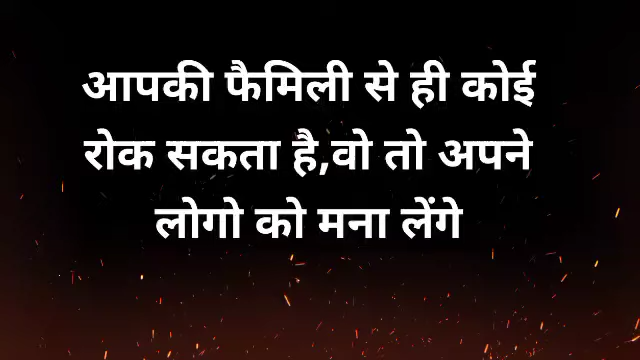 आपकी फैमिली से ही कोई
रोक सकता है,वो तो अपने
लोगो को मना लेंगे